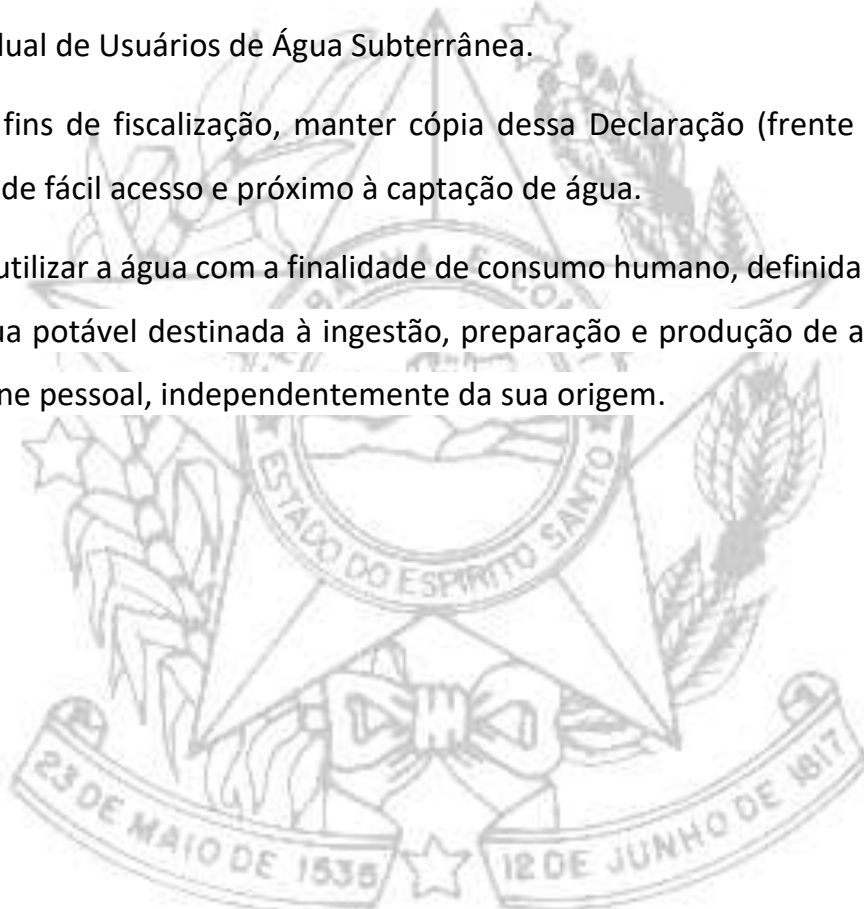 dual de Usuários de Água Subterrânea.
fins de fiscalização, manter cópia dessa Declaração (frente
de fácil acesso e próximo à captação de água.
utilizar a água com a finalidade de consumo humano, definida
ua potável destinada à ingestão, preparação e produção de a
ne pessoal, independentemente da sua origem.
ESTADO DO ESPIRITO SANTO
23 DE MAIO DE 1535
12 DE JUNHO DE 1817